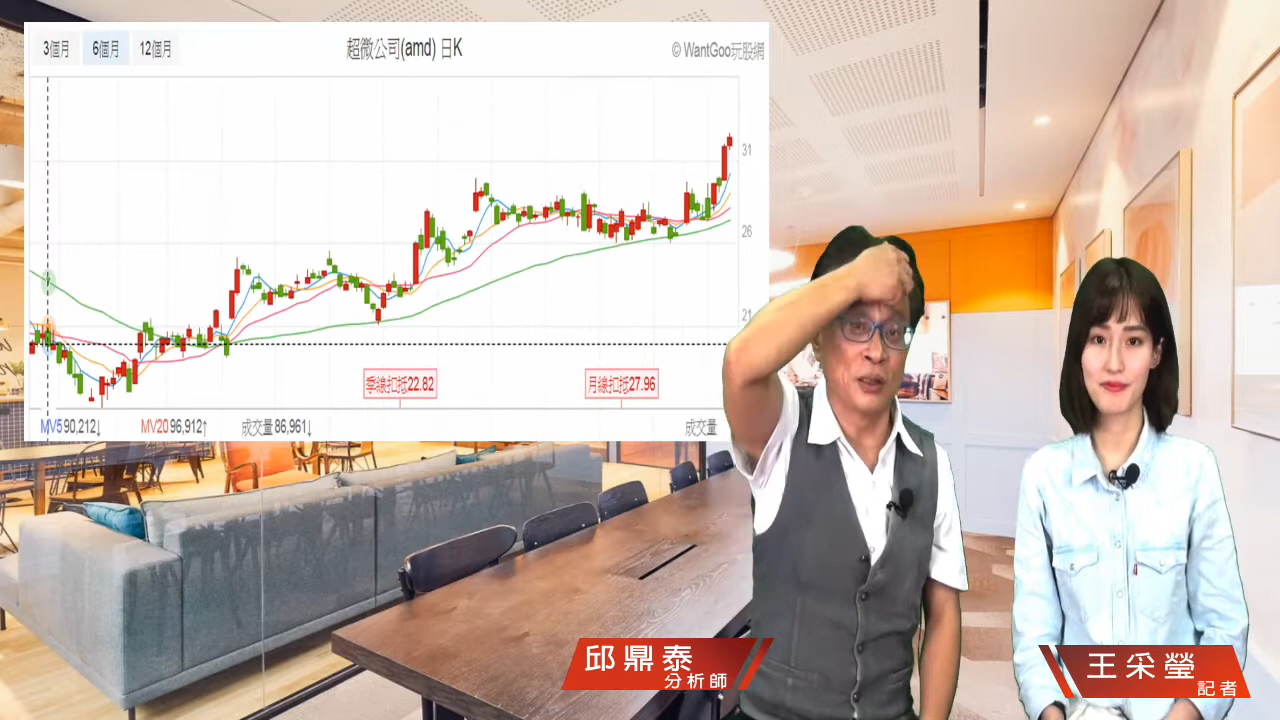 3個月 6個月 12個月 超微公司(amd) 日K © WantGoo玩股網
31
26
21
季線扣抵22.82 月線扣抵27.96
MV5 90,212↓ MV20 96,912↑ 成交量 86,961↓ 成交量
邱鼎泰
分析師
王采瑩
記者